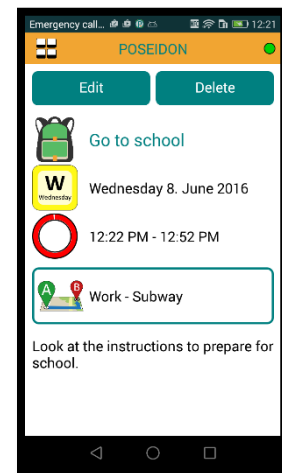 Emergency call... 12:21
POSEIDON
Edit Delete
Go to school
W
Wednesday
Wednesday 8. June 2016
12:22 PM - 12:52 PM
A B
Work - Subway
Look at the instructions to prepare for
school.